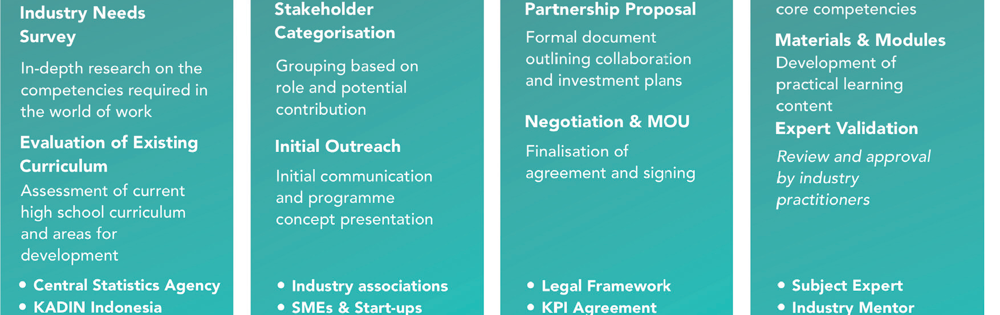 Industry Needs
Survey
In-depth research on the
competencies required in
the world of work
Evaluation of Existing
Curriculum
Assessment of current
high school curriculum
and areas for
development
• Central Statistics Agency
• KADIN Indonesia
Stakeholder
Categorisation
Grouping based on
role and potential
contribution
Initial Outreach
Initial communication
and programme
concept presentation
• Industry associations
• SMEs & Start-ups
Partnership Proposal
Formal document
outlining collaboration
and investment plans
Negotiation & MOU
Finalisation of
agreement and signing
• Legal Framework
• KPI Agreement
core competencies
Materials & Modules
Development of
practical learning
content
Expert Validation
Review and approval
by industry
practitioners
• Subject Expert
• Industry Mentor